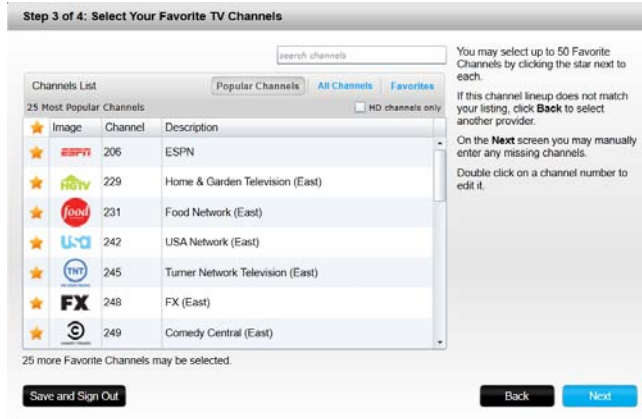 Step 3 of 4: Select Your Favorite TV Channels
search channels
Channels List
Popular Channels
All Channels
Favorites
25 Most Popular Channels
HD channels only
Image Channel Description
ESPN 206 ESPN
HGTV 229 Home & Garden Television (East)
food 231 Food Network (East)
USA 242 USA Network (East)
TNT 245 Turner Network Television (East)
FX 248 FX (East)
249 Comedy Central (East)
25 more Favorite Channels may be selected.
You may select up to 50 Favorite
Channels by clicking the star next to
each.
If this channel lineup does not match
your listing, click Back to select
another provider.
On the Next screen you may manually
enter any missing channels.
Double click on a channel number to
edit it.
Save and Sign Out
Back
Next